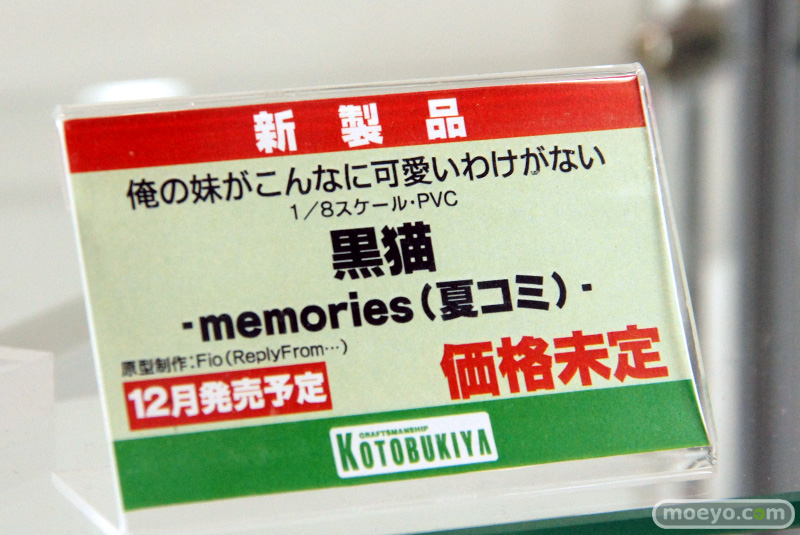 新製品
俺の妹がこんなに可愛いわけがない
1/8スケール・PVC
黒猫
-memories(夏コミ)-
原型制作:Fio(ReplyFrom…)
12月発売予定
価格未定
CRAFTSMANSHIP
KOTOBUKIYA
moeyo.com